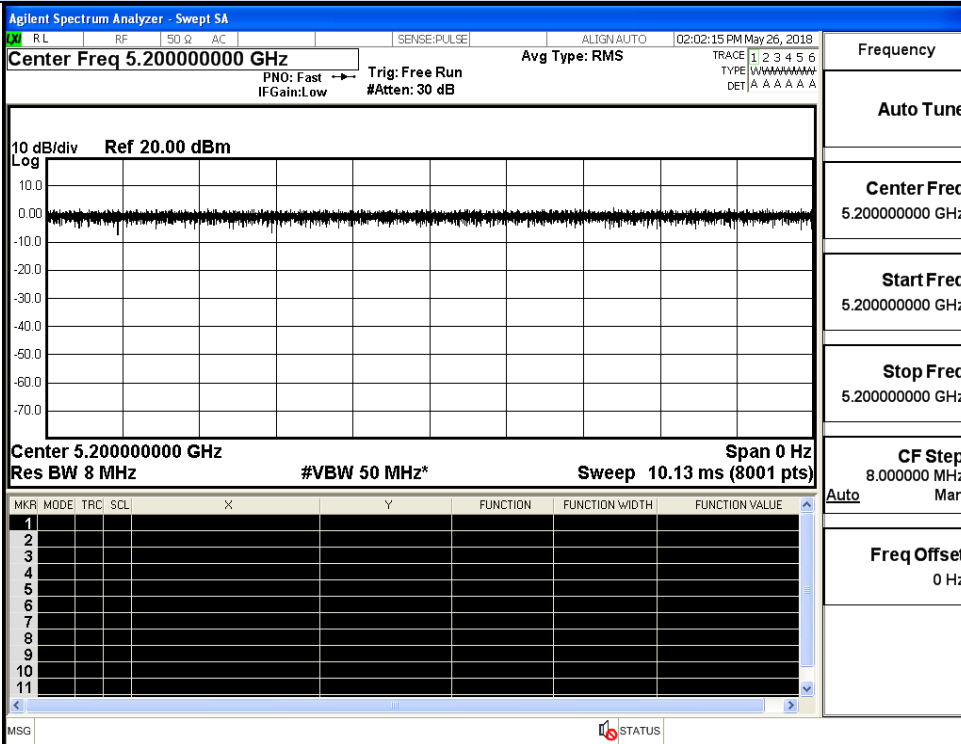 Agilent Spectrum Analyzer - Swept SA
LXI RL RF 50 Ω AC SENSE:PULSE ALIGN AUTO 02:02:15 PM May 26, 2018
Center Freq 5.200000000 GHz
Avg Type: RMS
TRACE 1 2 3 4 5 6
TYPE WWWWWW
DET A A A A A A
PNO: Fast
IFGain:Low
Trig: Free Run
#Atten: 30 dB
10 dB/div
Log
Ref 20.00 dBm
10.0
0.00
-10.0
-20.0
-30.0
-40.0
-50.0
-60.0
-70.0
Center 5.200000000 GHz
Span 0 Hz
Res BW 8 MHz
#VBW 50 MHz*
Sweep 10.13 ms (8001 pts)
MKR MODE TRC SCL X Y FUNCTION FUNCTION WIDTH FUNCTION VALUE
1
2
3
4
5
6
7
8
9
10
11
MSG
STATUS
Frequency
Auto Tune
Center Freq
5.200000000 GHz
Start Freq
5.200000000 GHz
Stop Freq
5.200000000 GHz
CF Step
8.000000 MHz
Auto Man
Freq Offset
0 Hz